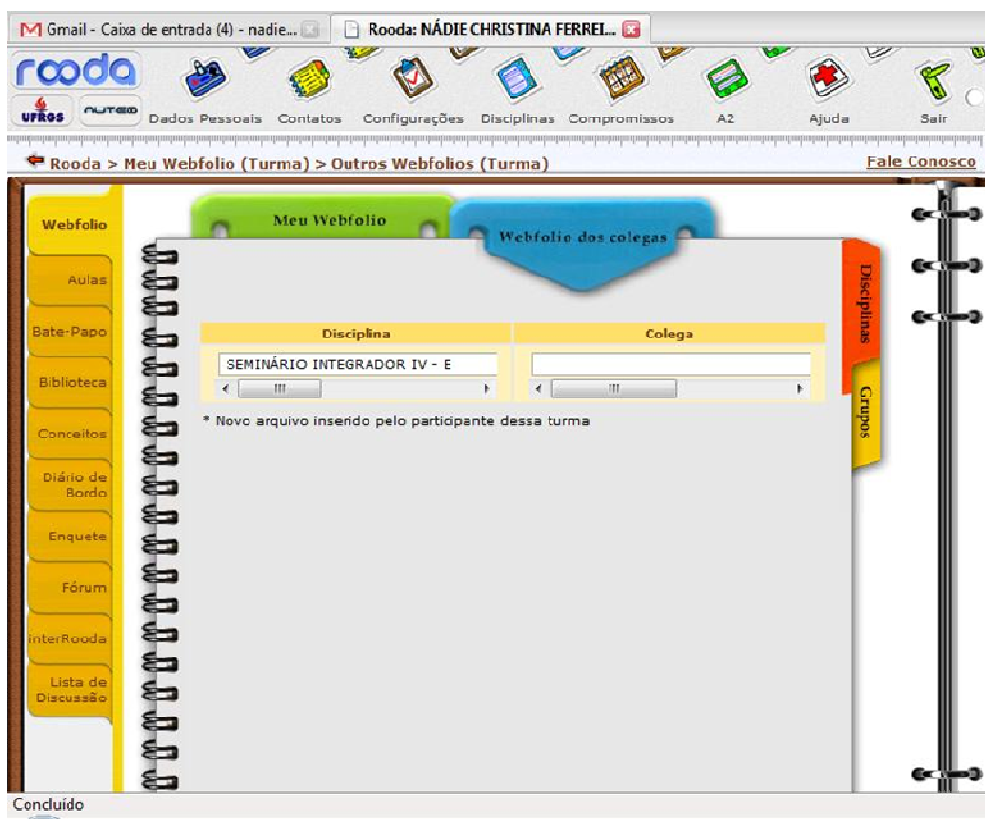 Gmail - Caixa de entrada (4) - nadie...
Rooda: NÁDIE CHRISTINA FERREI...
rooda
UFRGS
NUTED
Dados Pessoais
Contatos
Configurações
Disciplinas
Compromissos
A2
Ajuda
Sair
Rooda > Meu Webfolio (Turma) > Outros Webfolios (Turma)
Fale Conosco
Webfolio
Aulas
Bate-Papo
Biblioteca
Conceitos
Diário de
Bordo
Enquete
Fórum
interRooda
Lista de
Discussão
Meu Webfolio
Webfolio dos colegas
Disciplina
Colega
SEMINÁRIO INTEGRADOR IV - E
* Novo arquivo inserido pelo participante dessa turma
Disciplinas
Grupos
Concluído